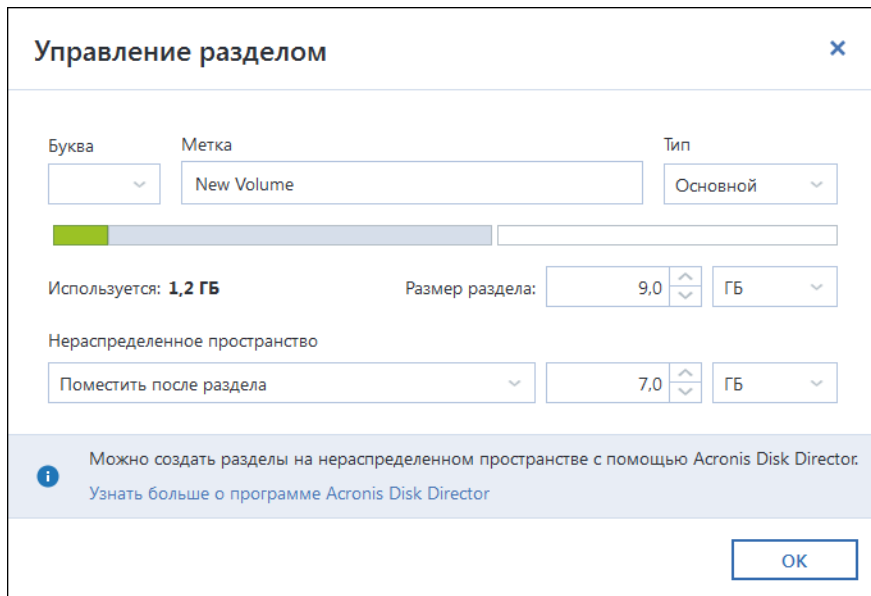 Управление разделом
Буква Метка Тип
New Volume Основной
Используется: 1,2 ГБ Размер раздела: 9,0 ГБ
Нераспределенное пространство
Поместить после раздела 7,0 ГБ
Можно создать разделы на нераспределенном пространстве с помощью Acronis Disk Director.
Узнать больше о программе Acronis Disk Director
ОК